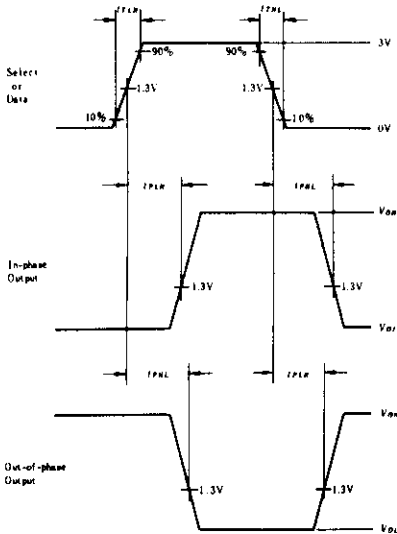 tTLH
tTHL
3V
90%
90%
Select
or
Data
1.3V
1.3V
10%
10%
0V
tPLH
tPHL
VOH
In-phase
Output
1.3V
1.3V
VOL
tPHL
tPLH
VOH
Out-of-phase
Output
1.3V
1.3V
VOL